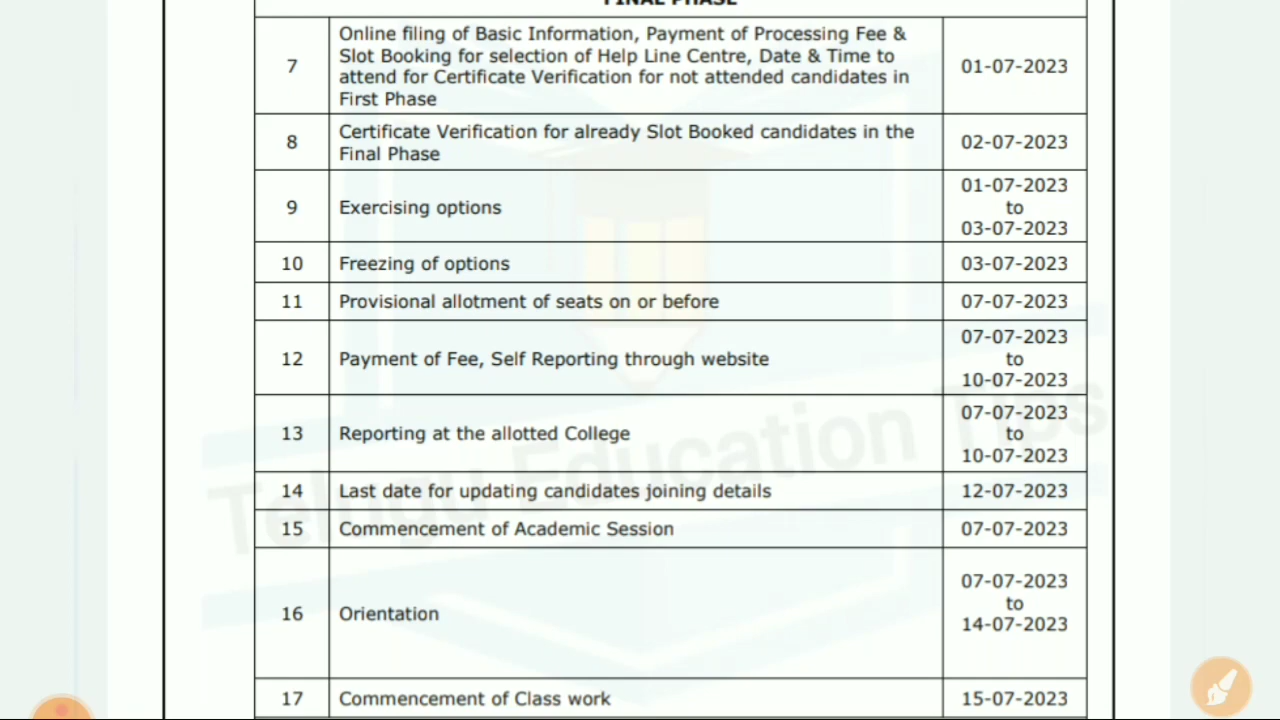 FINAL PHASE
7
Online filing of Basic Information, Payment of Processing Fee &
Slot Booking for selection of Help Line Centre, Date & Time to
attend for Certificate Verification for not attended candidates in
First Phase
01-07-2023
8
Certificate Verification for already Slot Booked candidates in the
Final Phase
02-07-2023
9
Exercising options
01-07-2023
to
03-07-2023
10
Freezing of options
03-07-2023
11
Provisional allotment of seats on or before
07-07-2023
12
Payment of Fee, Self Reporting through website
07-07-2023
to
10-07-2023
13
Reporting at the allotted College
07-07-2023
to
10-07-2023
14
Last date for updating candidates joining details
12-07-2023
15
Commencement of Academic Session
07-07-2023
16
Orientation
07-07-2023
to
14-07-2023
17
Commencement of Class work
15-07-2023
Telugu Education Tips